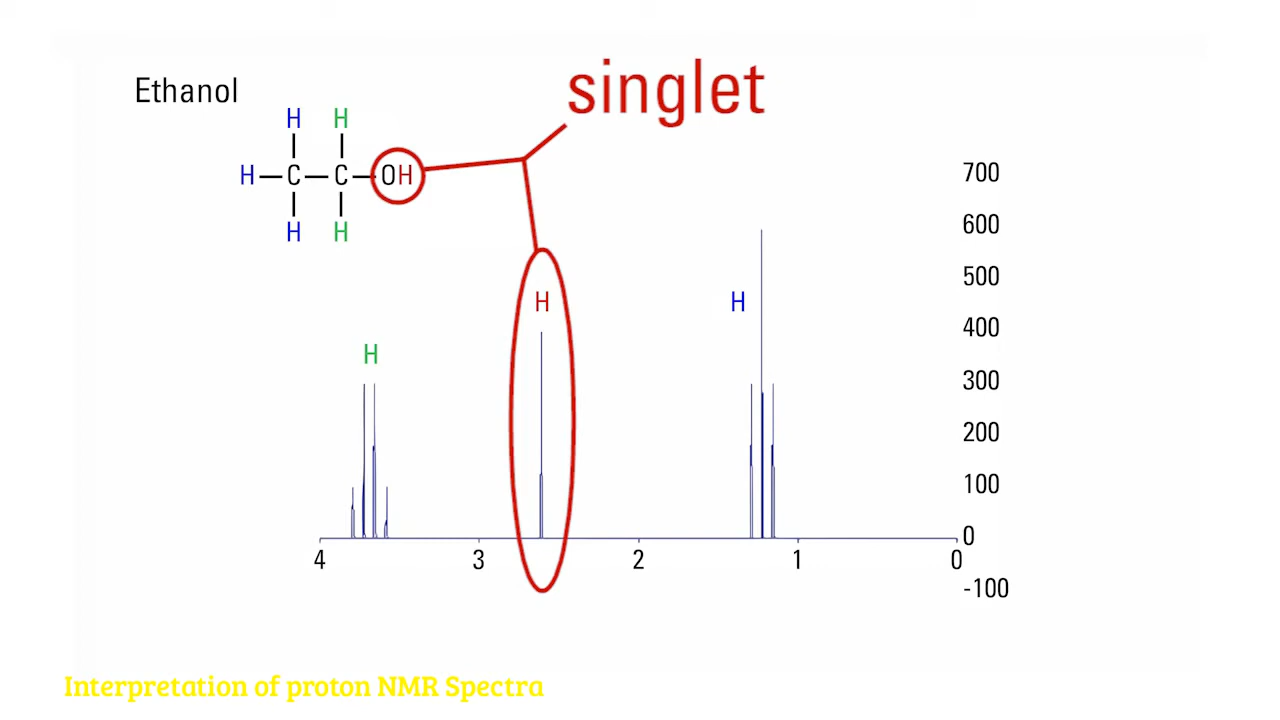 Ethanol
singlet
H H
H C C OH
H H
H
H
H
700
600
500
400
300
200
100
0
-100
4 3 2 1 0
Interpretation of proton NMR Spectra